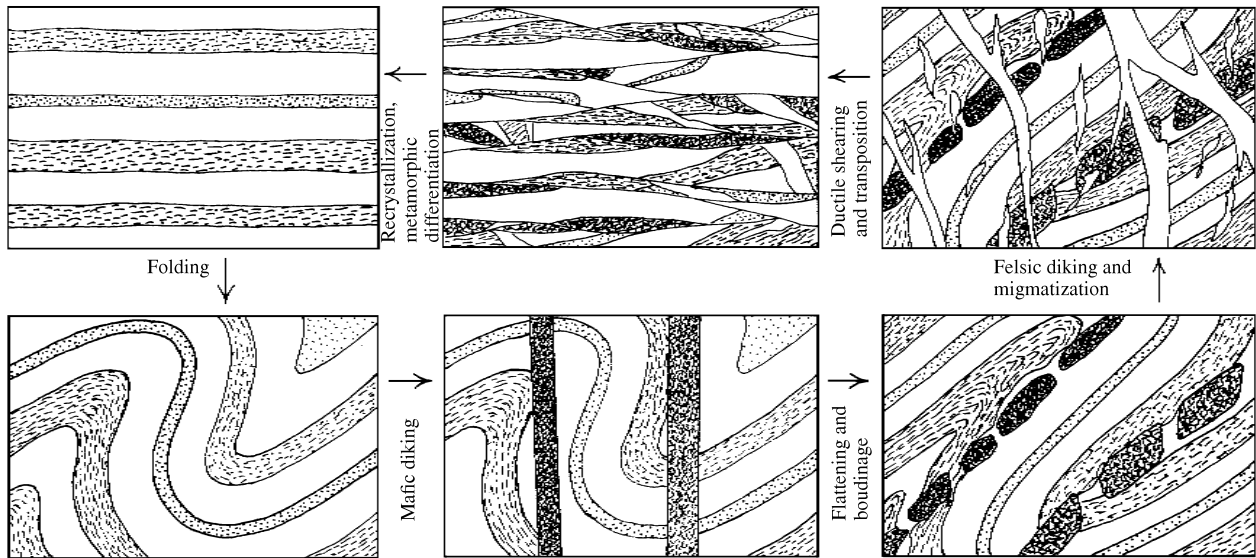 Recrystallization,
metamorphic
differentiation
Ductile shearing
and transposition
Folding
Felsic diking and
migmatization
Mafic diking
Flattening and
boudinage